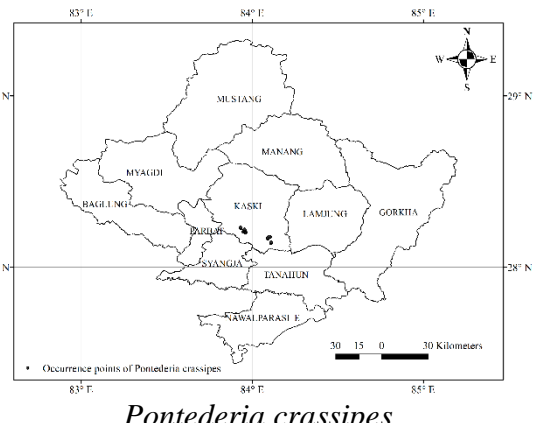 83° E 84° E 85° E
N
W E
S
N 29° N
MUSTANG
MANANG
MYAGDI
BAGLUNG
KASKI
LAMJUNG
GORKHA
PARBAT
SYANGJA
N 28° N
TANAHUN
NAWALPARASI_E
30 15 0 30 Kilometers
Occurrence points of Pontederia crassipes
83° E 84° E 85° E
Pontederia crassipes